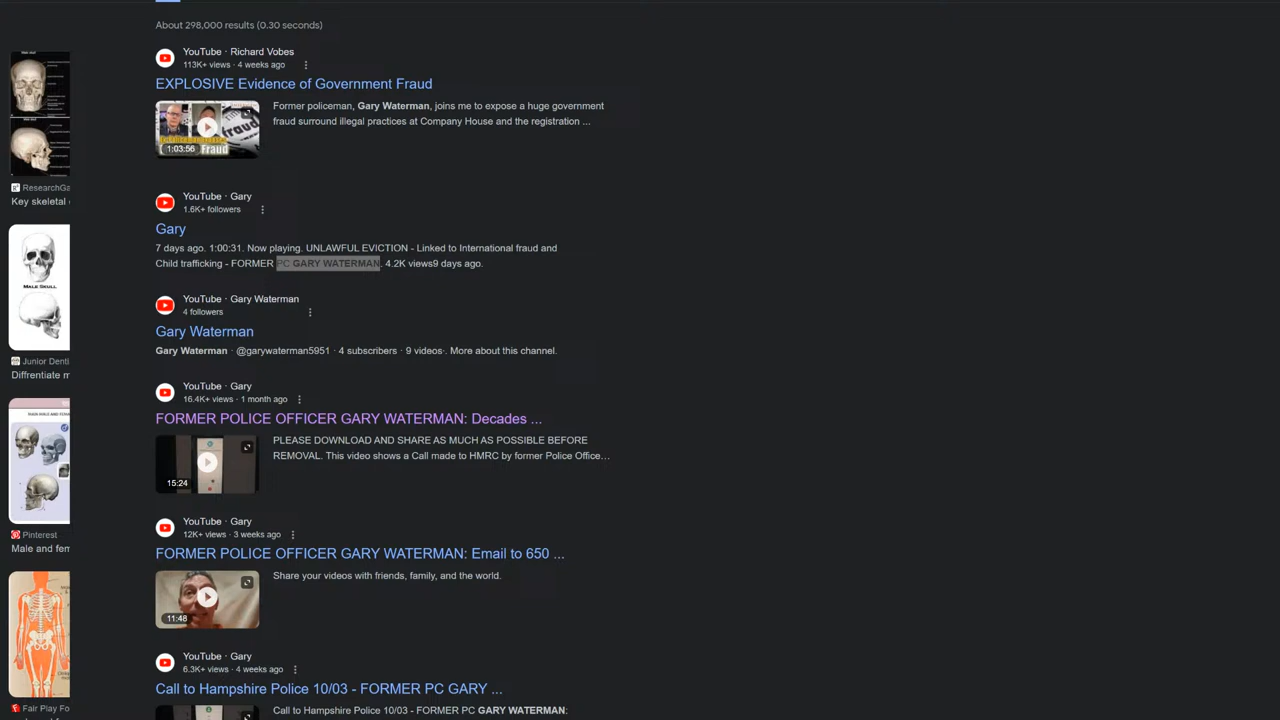 About 298,000 results (0.30 seconds)
YouTube · Richard Vobes
113K+ views · 4 weeks ago
EXPLOSIVE Evidence of Government Fraud
Former policeman, Gary Waterman, joins me to expose a huge government
fraud surround illegal practices at Company House and the registration ...
fraud
Fraud
1:03:56
ResearchGa
Key skeletal
YouTube · Gary
1.6K+ followers
Gary
7 days ago. 1:00:31. Now playing. UNLAWFUL EVICTION - Linked to International fraud and
Child trafficking - FORMER PC GARY WATERMAN. 4.2K views9 days ago.
MALE SKULL
Junior Denti
Diffrentiate m
YouTube · Gary Waterman
4 followers
Gary Waterman
Gary Waterman · @garywaterman5951 · 4 subscribers · 9 videos·. More about this channel.
YouTube · Gary
16.4K+ views · 1 month ago
FORMER POLICE OFFICER GARY WATERMAN: Decades ...
PLEASE DOWNLOAD AND SHARE AS MUCH AS POSSIBLE BEFORE
REMOVAL. This video shows a Call made to HMRC by former Police Office...
15:24
Pinterest
Male and fem
YouTube · Gary
12K+ views · 3 weeks ago
FORMER POLICE OFFICER GARY WATERMAN: Email to 650 ...
Share your videos with friends, family, and the world.
11:48
YouTube · Gary
6.3K+ views · 4 weeks ago
Call to Hampshire Police 10/03 - FORMER PC GARY ...
Call to Hampshire Police 10/03 - FORMER PC GARY WATERMAN:
Fair Play Fo